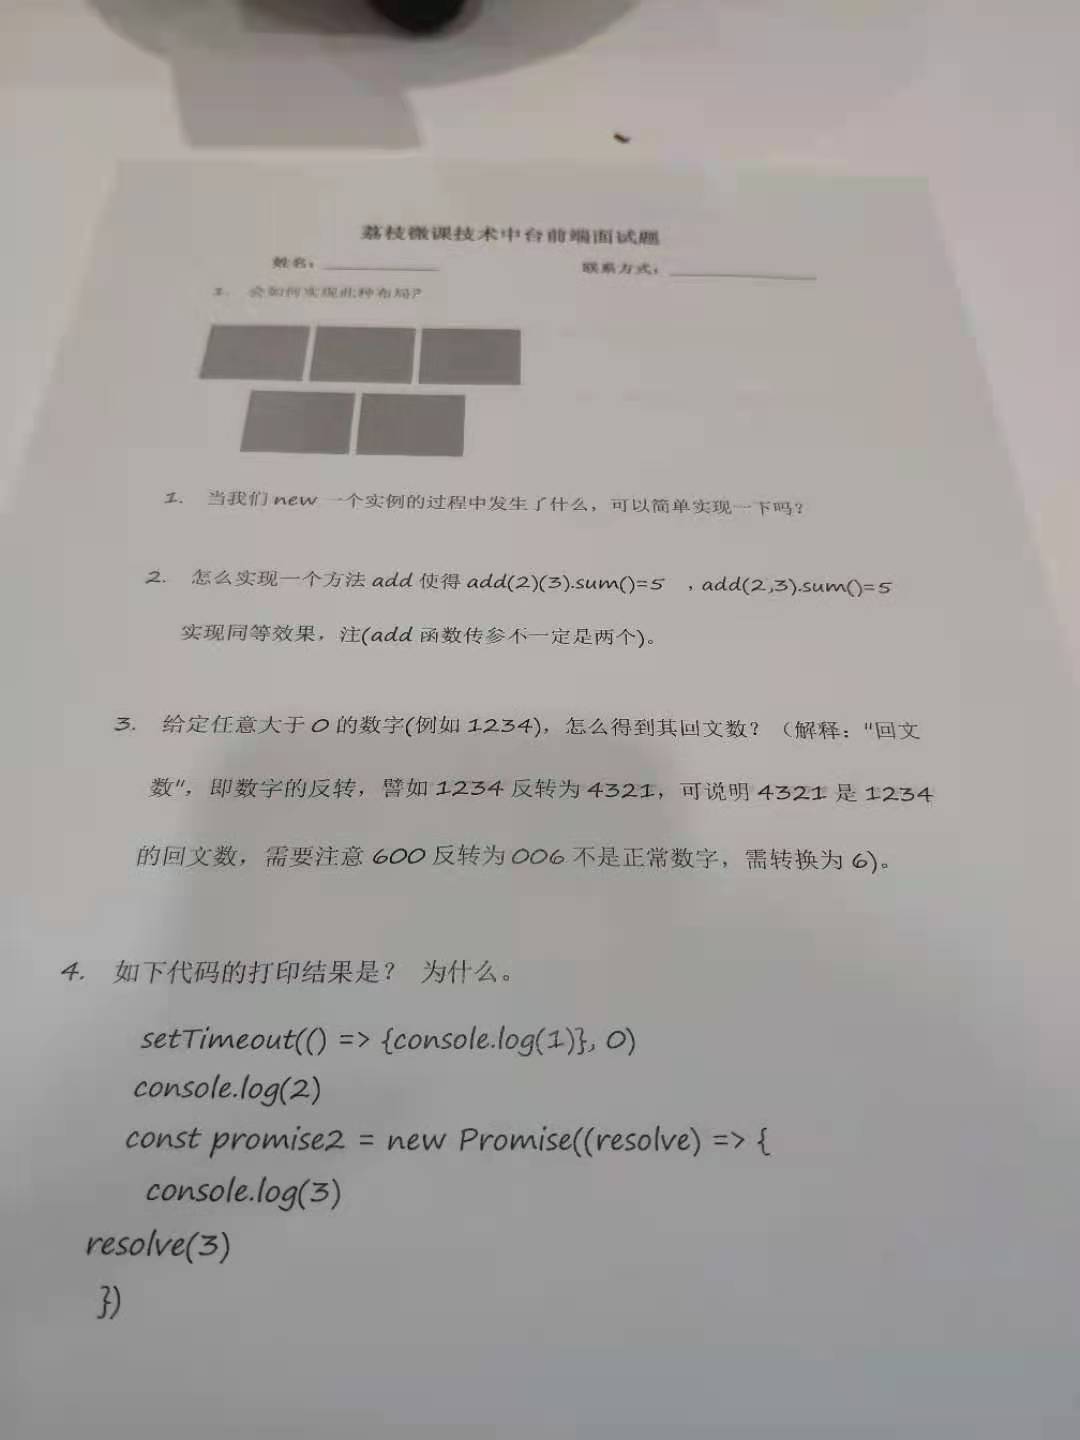 荔枝微课技术中台前端面试题
姓名：
联系方式：
1. 会如何实现此种布局？
1. 当我们 new 一个实例的过程中发生了什么，可以简单实现一下吗？
2. 怎么实现一个方法 add 使得 add(2)(3).sum()=5 ，add(2,3).sum()=5
实现同等效果，注(add 函数传参不一定是两个)。
3. 给定任意大于 0 的数字(例如 1234)，怎么得到其回文数？（解释："回文
数"，即数字的反转，譬如 1234 反转为 4321，可说明 4321 是 1234
的回文数，需要注意 600 反转为 006 不是正常数字，需转换为 6)。
4. 如下代码的打印结果是？ 为什么。
setTimeout(() => {console.log(1)}, 0)
console.log(2)
const promise2 = new Promise((resolve) => {
console.log(3)
resolve(3)
})